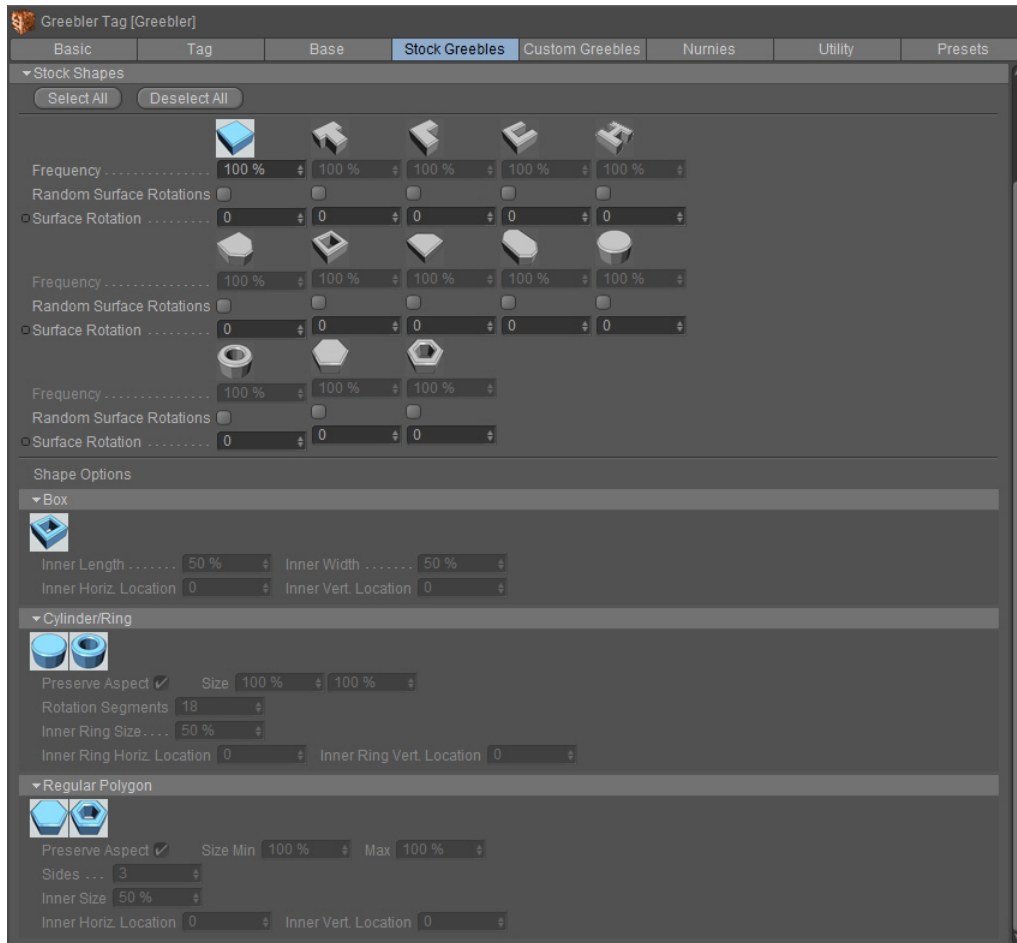 Greebler Tag [Greebler]
Basic Tag Base Stock Greebles Custom Greebles Nurnies Utility Presets
Stock Shapes
Select All Deselect All
Frequency . . . . . . . . . . . . . . . 100 % 100 % 100 % 100 % 100 %
Random Surface Rotations
Surface Rotation . . . . . . . . . 0 0 0 0 0
Frequency . . . . . . . . . . . . . . . 100 % 100 % 100 % 100 % 100 %
Random Surface Rotations
Surface Rotation . . . . . . . . . 0 0 0 0 0
Frequency . . . . . . . . . . . . . . . 100 % 100 % 100 %
Random Surface Rotations
Surface Rotation . . . . . . . . . 0 0 0
Shape Options
Box
Inner Length . . . . . . . 50 % Inner Width . . . . . . . 50 %
Inner Horiz. Location 0 Inner Vert. Location 0
Cylinder/Ring
Preserve Aspect Size 100 % 100 %
Rotation Segments 18
Inner Ring Size. . . . 50 %
Inner Ring Horiz. Location 0 Inner Ring Vert. Location 0
Regular Polygon
Preserve Aspect Size Min 100 % Max 100 %
Sides . . . 3
Inner Size 50 %
Inner Horiz. Location 0 Inner Vert. Location 0